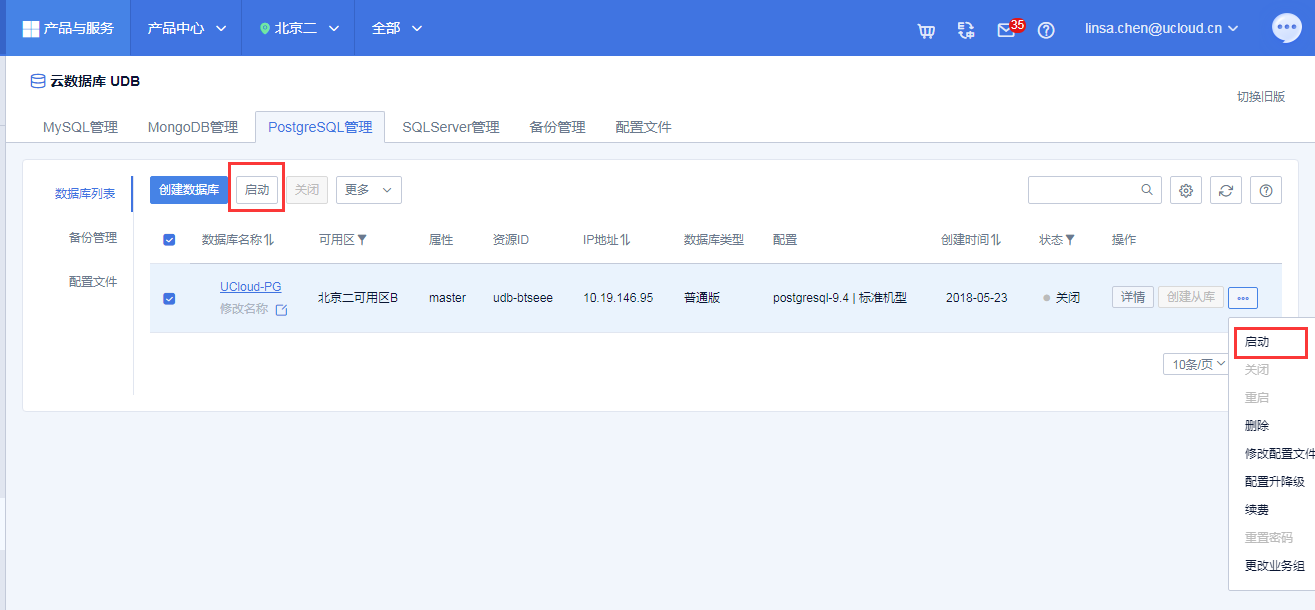 产品与服务 产品中心 北京二 全部 35 linsa.chen@ucloud.cn
云数据库 UDB
切换旧版
MySQL管理 MongoDB管理 PostgreSQL管理 SQLServer管理 备份管理 配置文件
数据库列表
备份管理
配置文件
创建数据库 启动 关闭 更多
数据库名称 可用区 属性 资源ID IP地址 数据库类型 配置 创建时间 状态 操作
UCloud-PG
修改名称
北京二可用区B master udb-btseee 10.19.146.95 普通版 postgresql-9.4 | 标准机型 2018-05-23 关闭 详情 创建从库
10条/页
启动
关闭
重启
删除
修改配置文件
配置升降级
续费
重置密码
更改业务组